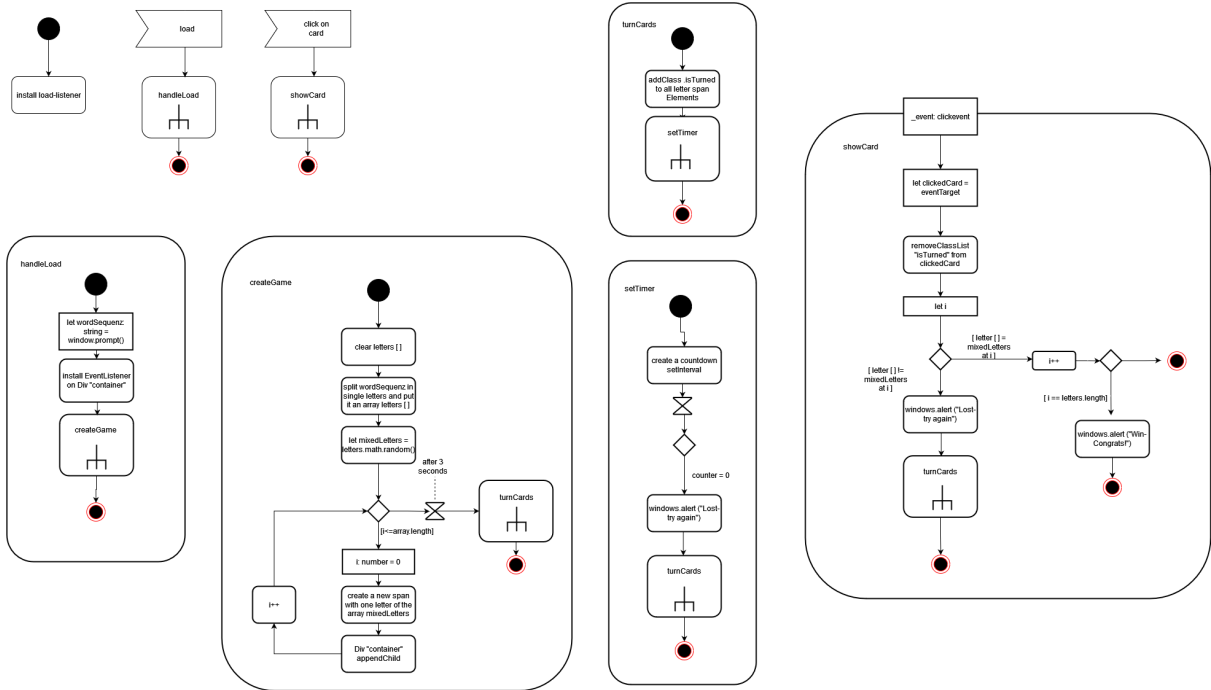 install load-listener
load
handleLoad
click on
card
showCard
turnCards
addClass .isTurned
to all letter span
Elements
setTimer
_event: clickevent
showCard
let clickedCard =
eventTarget
removeClassList
"isTurned" from
clickedCard
let i
[ letter [ ] =
mixedLetters
at i ]
i++
[ letter [ ] !=
mixedLetters
at i ]
[ i == letters.length]
windows.alert ("Lost-
try again")
windows.alert ("Win-
Congrats!")
turnCards
handleLoad
let wordSequenz:
string =
window.prompt()
install EventListener
on Div "container"
createGame
createGame
clear letters [ ]
split wordSequenz in
single letters and put
it an array letters [ ]
let mixedLetters =
letters.math.random()
after 3
seconds
turnCards
[i<=array.length]
i: number = 0
create a new span
with one letter of the
array mixedLetters
i++
Div "container"
appendChild
setTimer
create a countdown
setInterval
counter = 0
windows.alert ("Lost-
try again")
turnCards